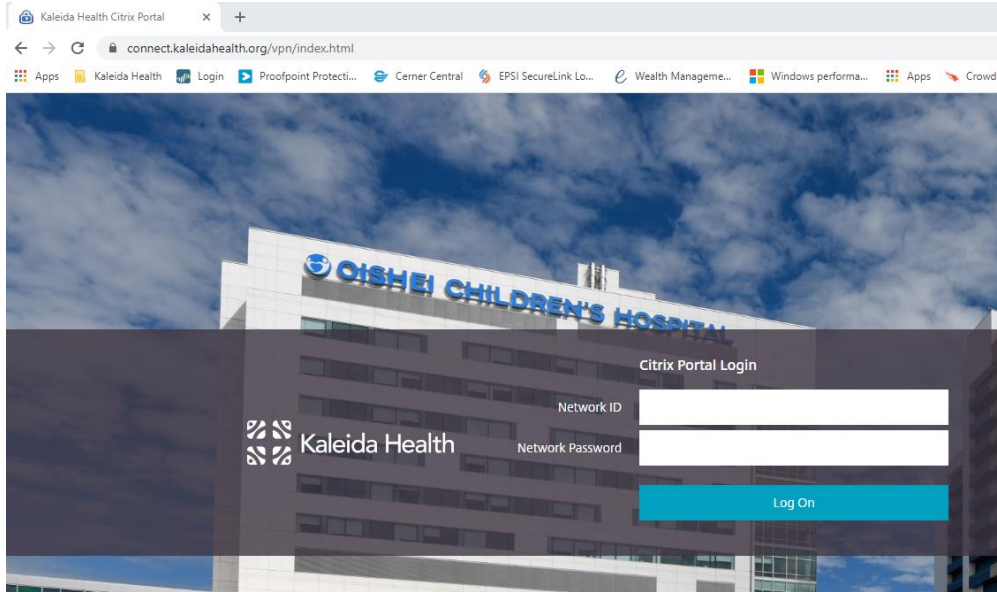 Kaleida Health Citrix Portal
connect.kaleidahealth.org/vpn/index.html
Apps Kaleida Health Login Proofpoint Protecti... Cerner Central EPSI SecureLink Lo... Wealth Manageme... Windows performa... Apps Crowd
OISHEI CHILDREN'S HOSPITAL
Citrix Portal Login
Network ID
Kaleida Health
Network Password
Log On